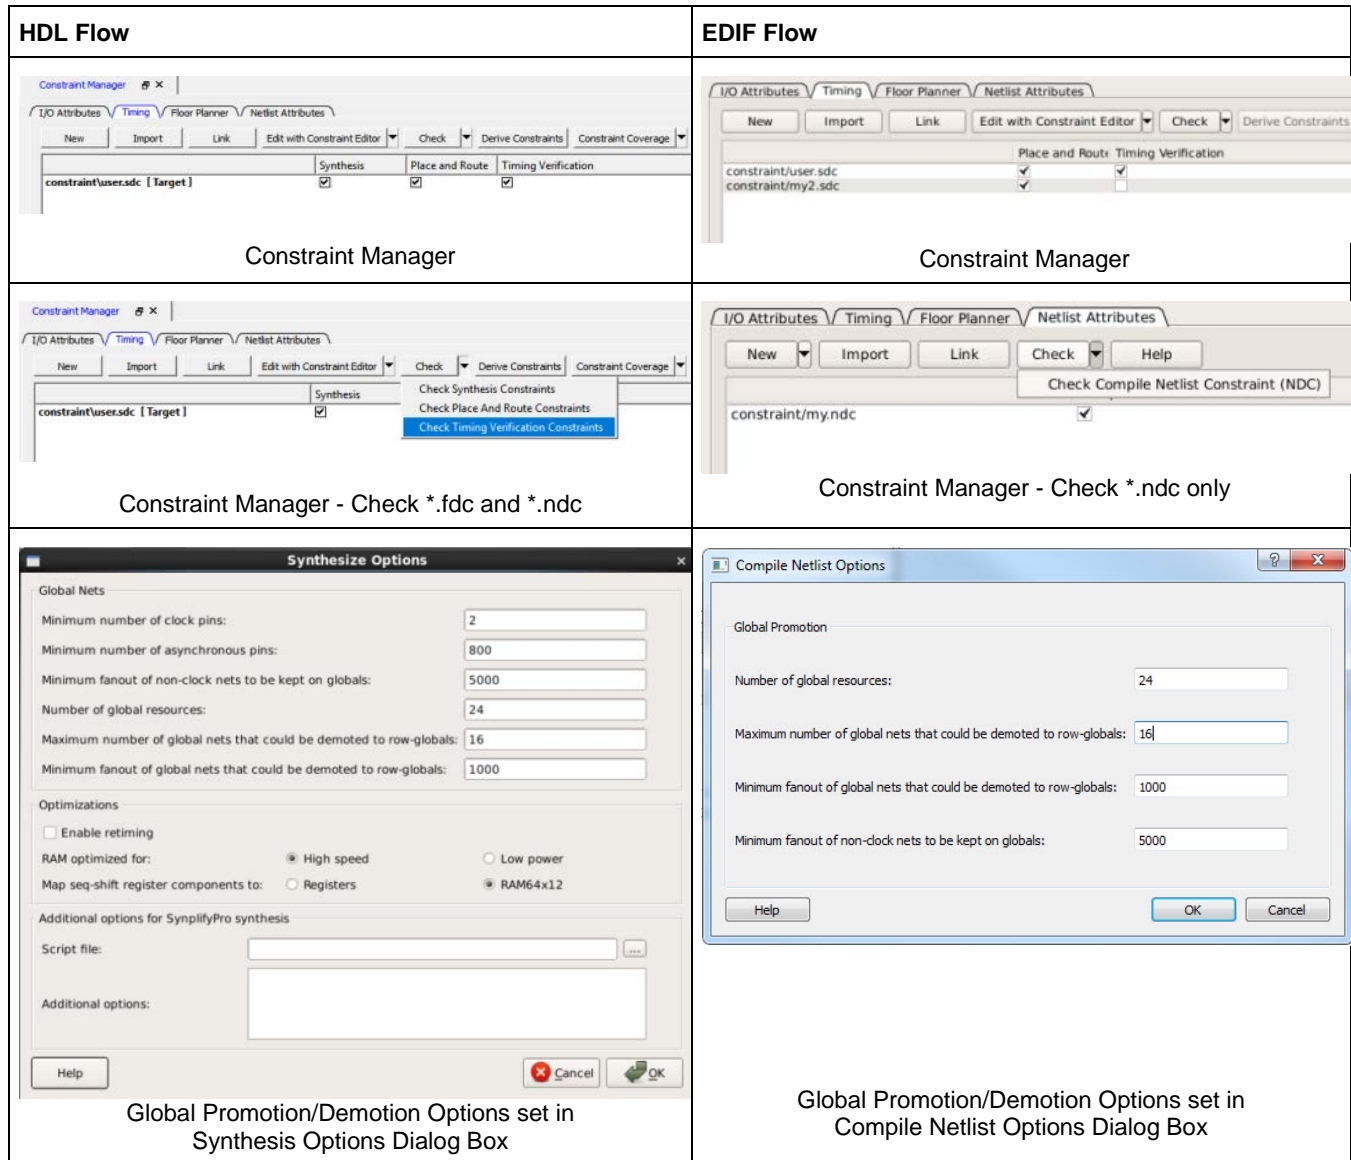 HDL Flow
EDIF Flow
Constraint Manager
I/O Attributes Timing Floor Planner Netlist Attributes
New Import Link Edit with Constraint Editor Check Derive Constraints Constraint Coverage
Synthesis Place and Route Timing Verification
constraint\user.sdc [ Target ]
Constraint Manager
I/O Attributes Timing Floor Planner Netlist Attributes
New Import Link Edit with Constraint Editor Check Derive Constraints
Place and Route Timing Verification
constraint/user.sdc
constraint/my2.sdc
Constraint Manager
Constraint Manager
I/O Attributes Timing Floor Planner Netlist Attributes
New Import Link Edit with Constraint Editor Check Derive Constraints Constraint Coverage
Synthesis
Check Synthesis Constraints
constraint\user.sdc [ Target ]
Check Place And Route Constraints
Check Timing Verification Constraints
Constraint Manager - Check *.fdc and *.ndc
I/O Attributes Timing Floor Planner Netlist Attributes
New Import Link Check Help
Check Compile Netlist Constraint (NDC)
constraint/my.ndc
Constraint Manager - Check *.ndc only
Synthesize Options
Global Nets
Minimum number of clock pins: 2
Minimum number of asynchronous pins: 800
Minimum fanout of non-clock nets to be kept on globals: 5000
Number of global resources: 24
Maximum number of global nets that could be demoted to row-globals: 16
Minimum fanout of global nets that could be demoted to row-globals: 1000
Optimizations
Enable retiming
RAM optimized for: High speed Low power
Map seq-shift register components to: Registers RAM64x12
Additional options for SynplifyPro synthesis
Script file: ...
Additional options:
Help Cancel OK
Global Promotion/Demotion Options set in
Synthesis Options Dialog Box
Compile Netlist Options
Global Promotion
Number of global resources: 24
Maximum number of global nets that could be demoted to row-globals: 16
Minimum fanout of global nets that could be demoted to row-globals: 1000
Minimum fanout of non-clock nets to be kept on globals: 5000
Help OK Cancel
Global Promotion/Demotion Options set in
Compile Netlist Options Dialog Box